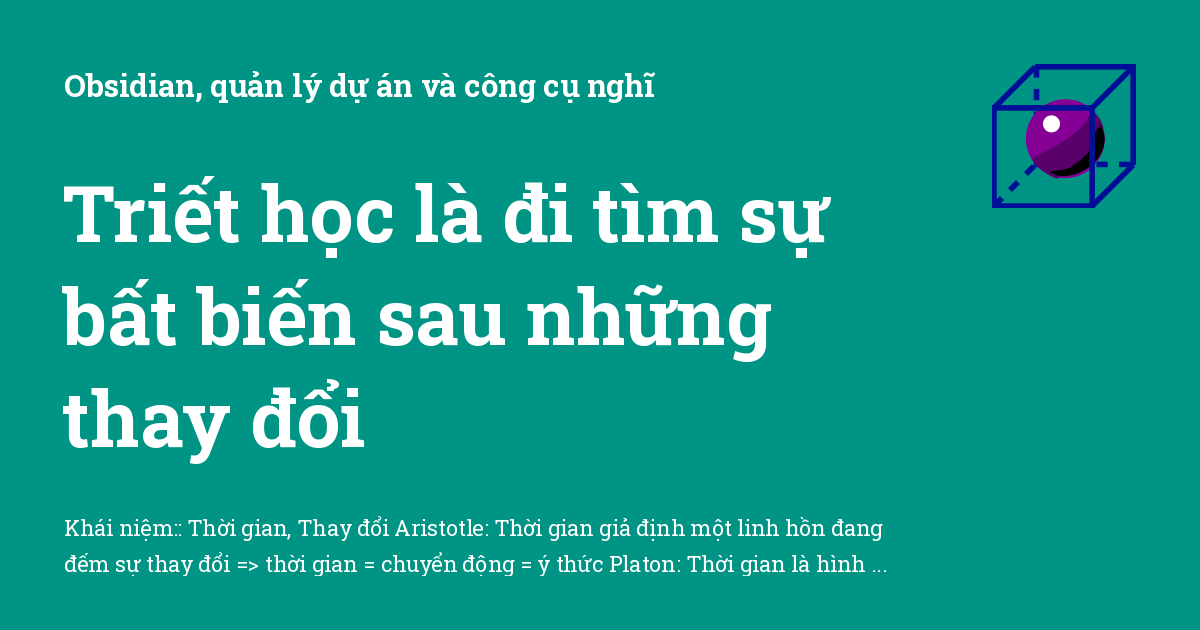 Obsidian, quản lý dự án và công cụ nghĩ
Triết học là đi tìm sự
bất biến sau những
thay đổi
Khái niệm:: Thời gian, Thay đổi Aristotle: Thời gian giả định một linh hồn đang
đếm sự thay đổi => thời gian = chuyển động = ý thức Platon: Thời gian là hình ...